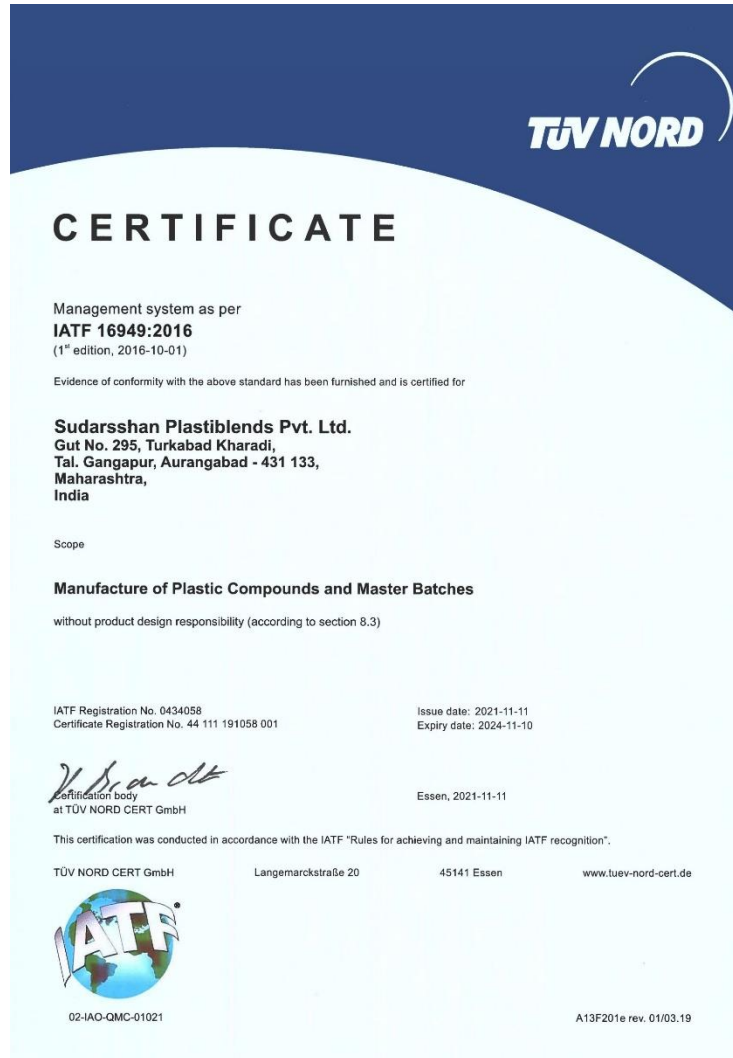 TÜV NORD
CERTIFICATE
Management system as per
IATF 16949:2016
(1st edition, 2016-10-01)
Evidence of conformity with the above standard has been furnished and is certified for
Sudarsshan Plastiblends Pvt. Ltd.
Gut No. 295, Turkabad Kharadi,
Tal. Gangapur, Aurangabad - 431 133,
Maharashtra,
India
Scope
Manufacture of Plastic Compounds and Master Batches
without product design responsibility (according to section 8.3)
IATF Registration No. 0434058
Certificate Registration No. 44 111 191058 001
Issue date: 2021-11-11
Expiry date: 2024-11-10
Certification body
at TÜV NORD CERT GmbH
Essen, 2021-11-11
This certification was conducted in accordance with the IATF "Rules for achieving and maintaining IATF recognition".
TÜV NORD CERT GmbH Langemarckstraße 20 45141 Essen www.tuev-nord-cert.de
IATF
02-IAO-QMC-01021
A13F201e rev. 01/03.19